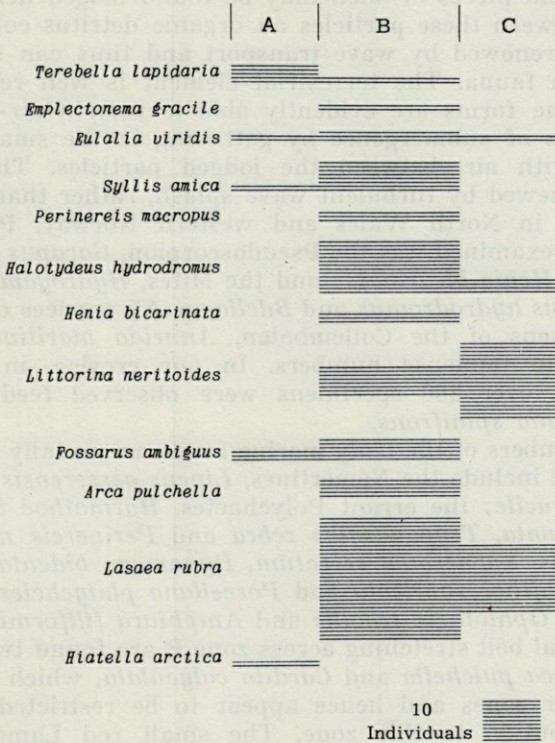 A B C
Terebella lapidaria
Emplectonema gracile
Eulalia viridis
Syllis amica
Perinereis macropus
Halotydeus hydrodromus
Henia bicarinata
Littorina neritoides
Fossarus ambiguus
Arca pulchella
Lasaea rubra
Hiatella arctica
10
Individuals